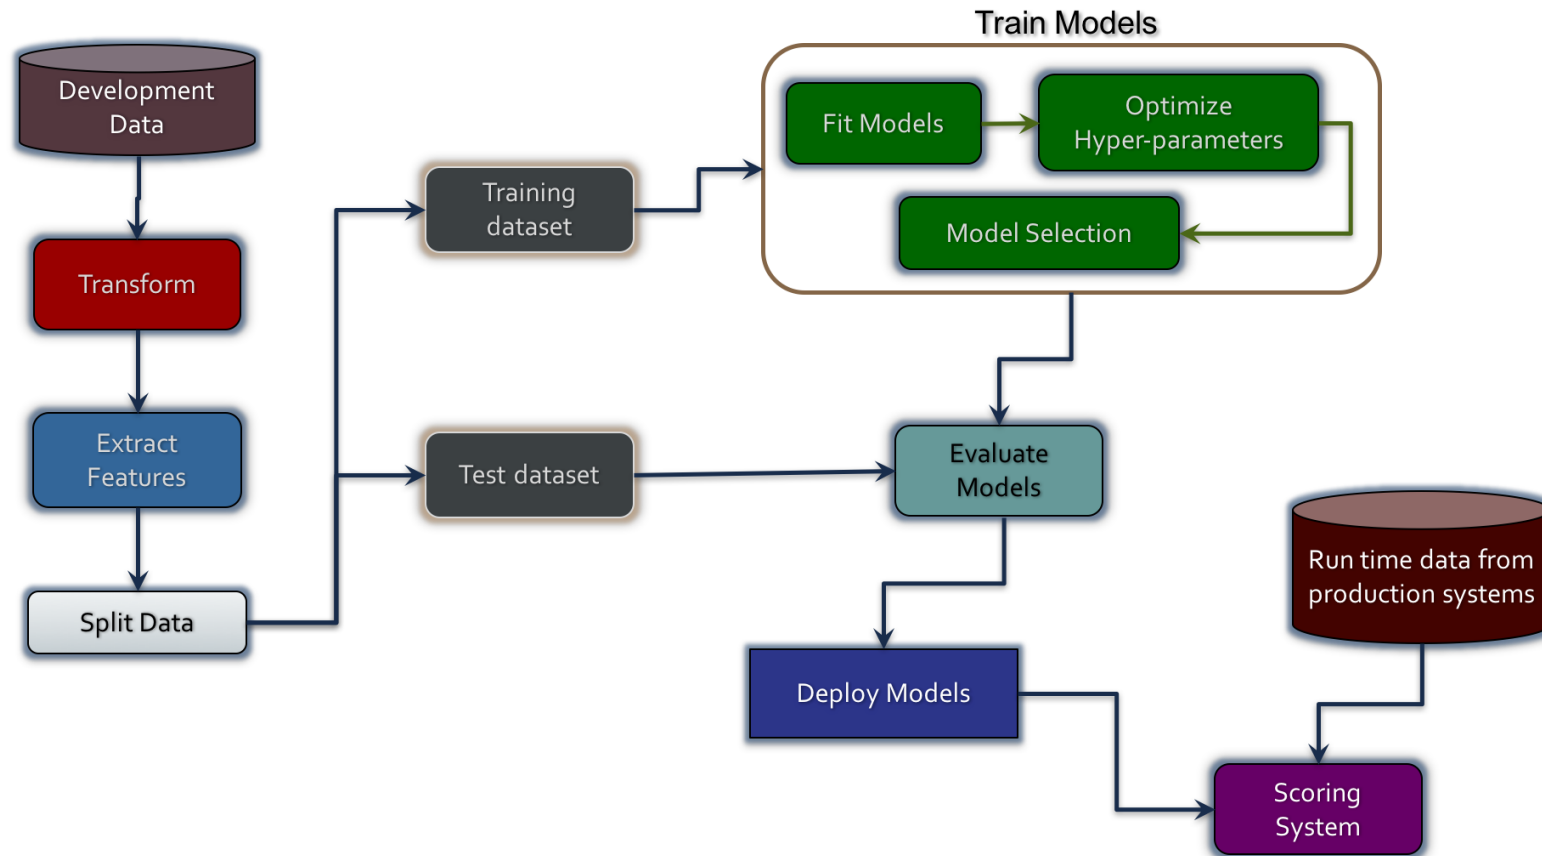 Train Models
Development
Data
Fit Models
Optimize
Hyper-parameters
Training
dataset
Model Selection
Transform
Extract
Features
Test dataset
Evaluate
Models
Run time data from
production systems
Split Data
Deploy Models
Scoring
System